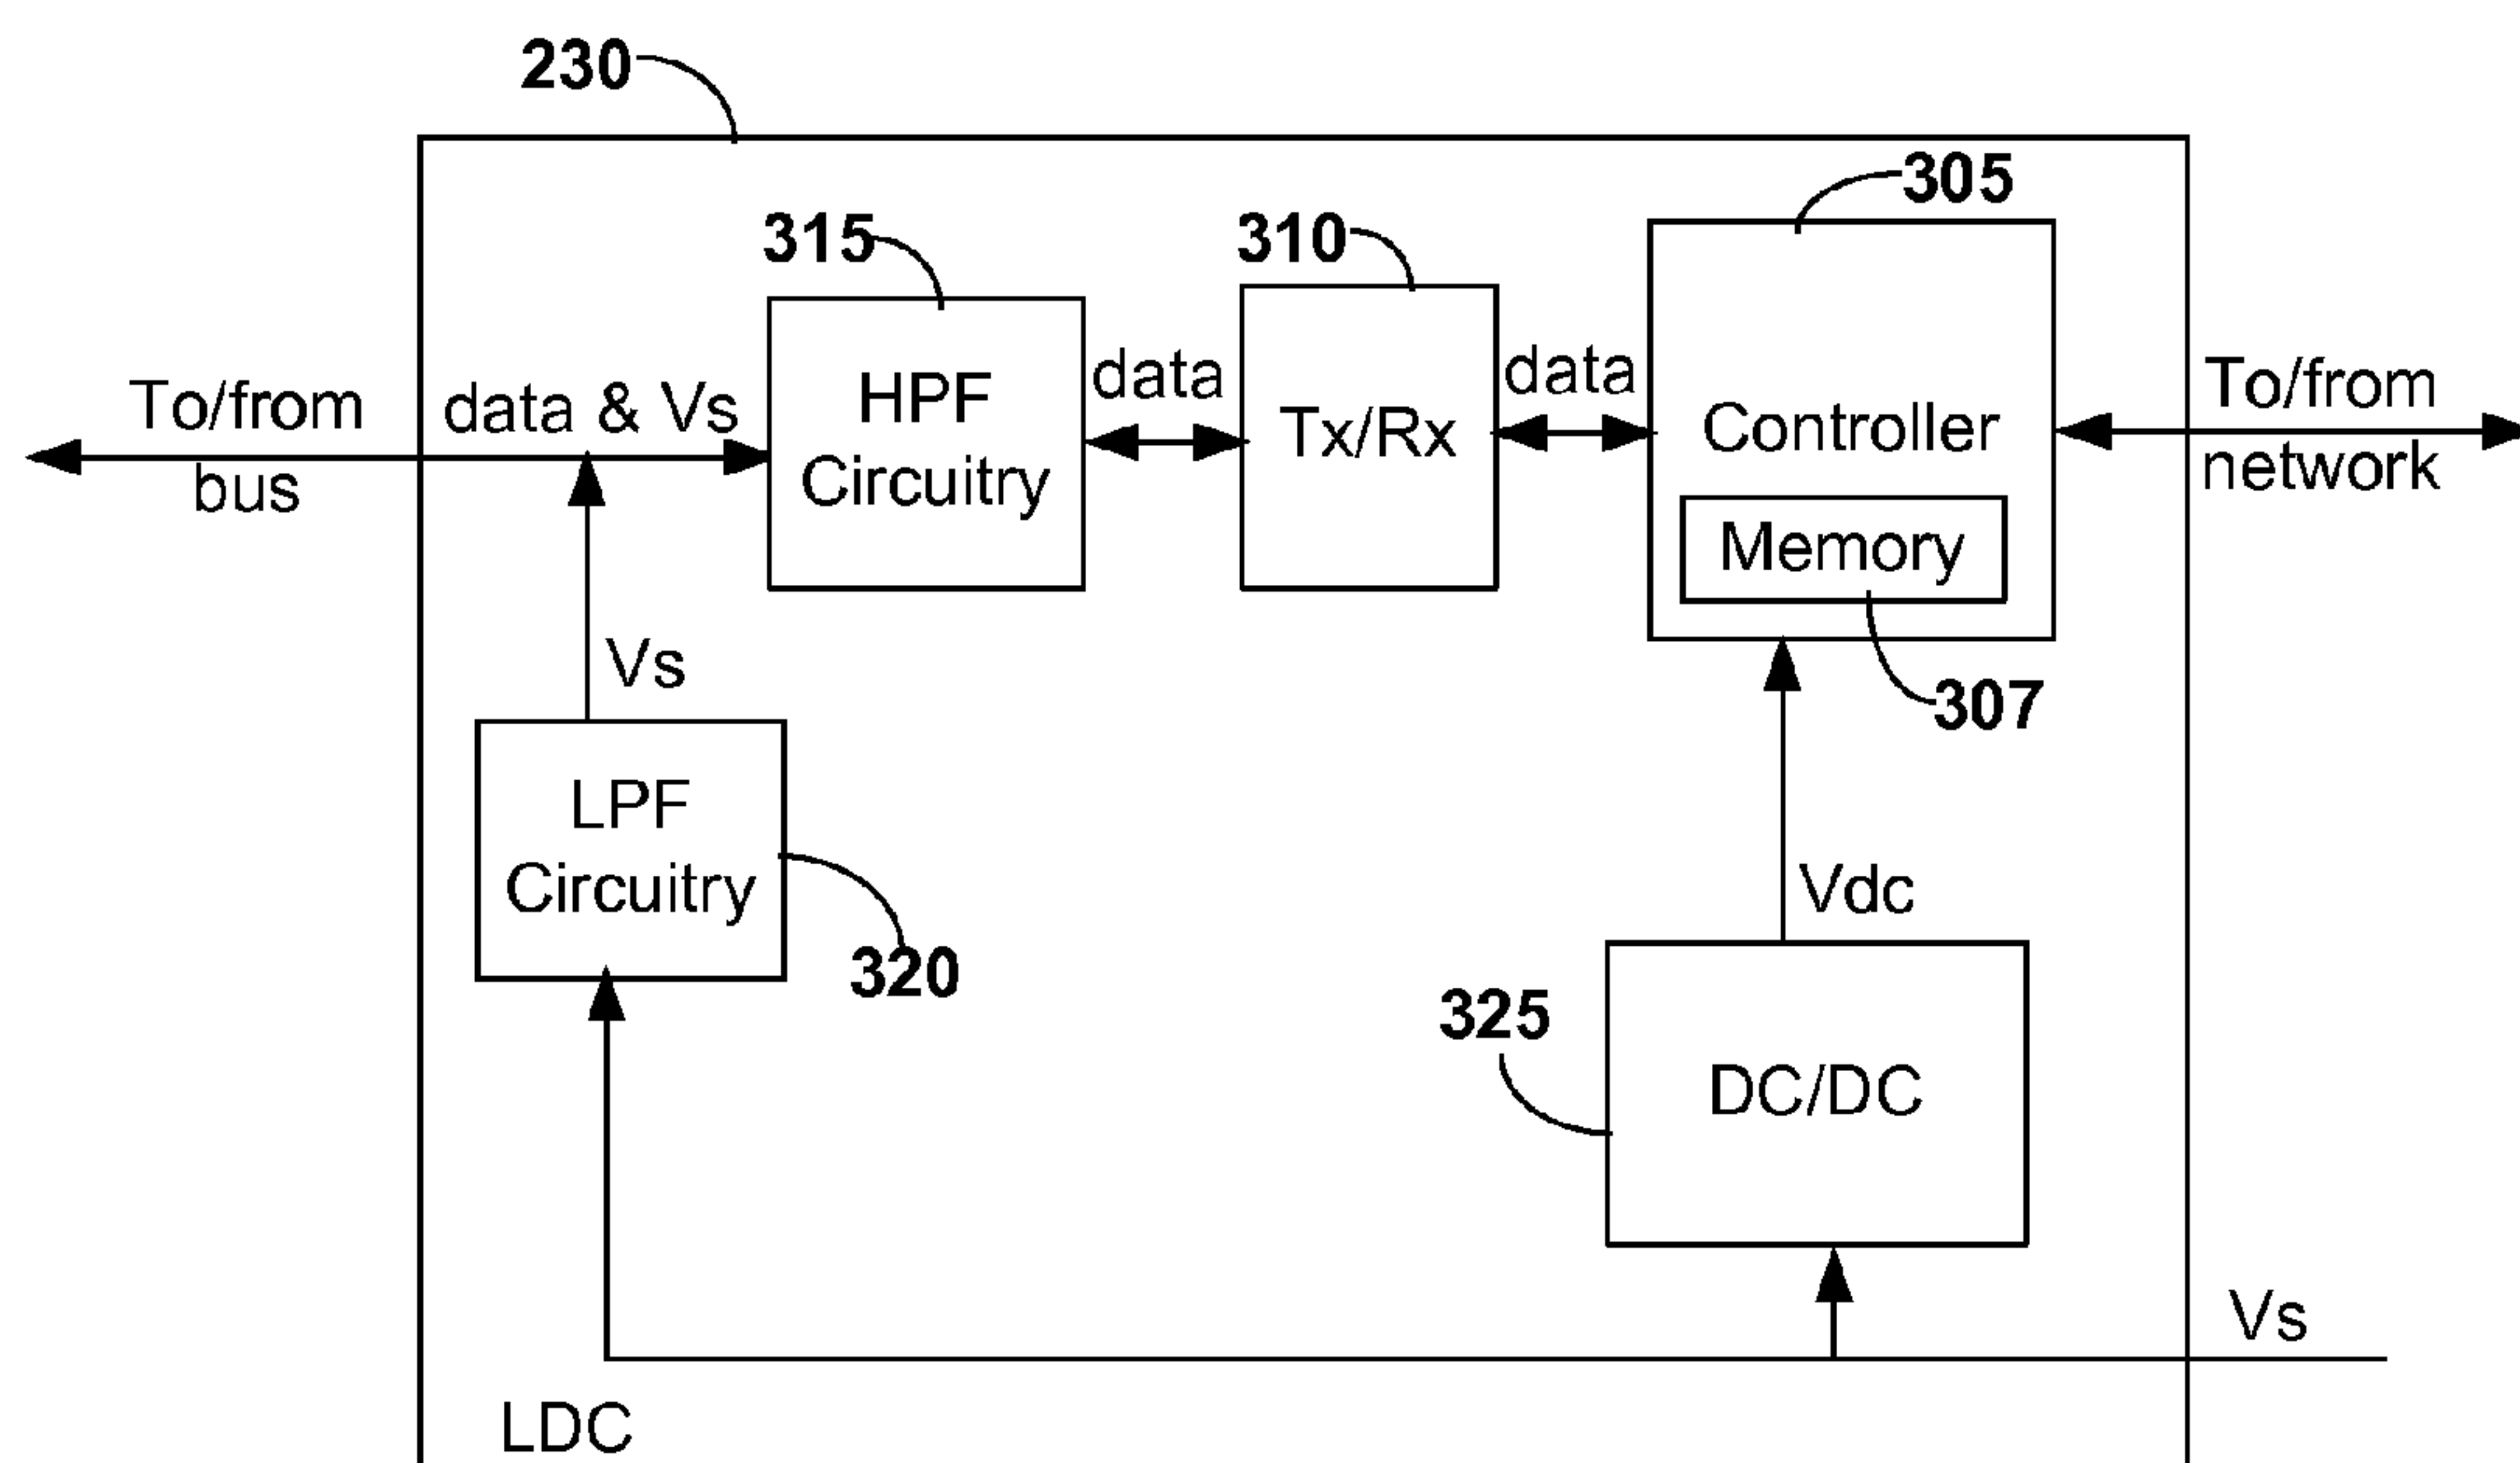 230
305
315
310
To/from
bus
data & Vs
HPF
Circuitry
data
Tx/Rx
data
Controller
Memory
To/from
network
307
Vs
LPF
Circuitry
320
Vdc
325
DC/DC
Vs
LDC